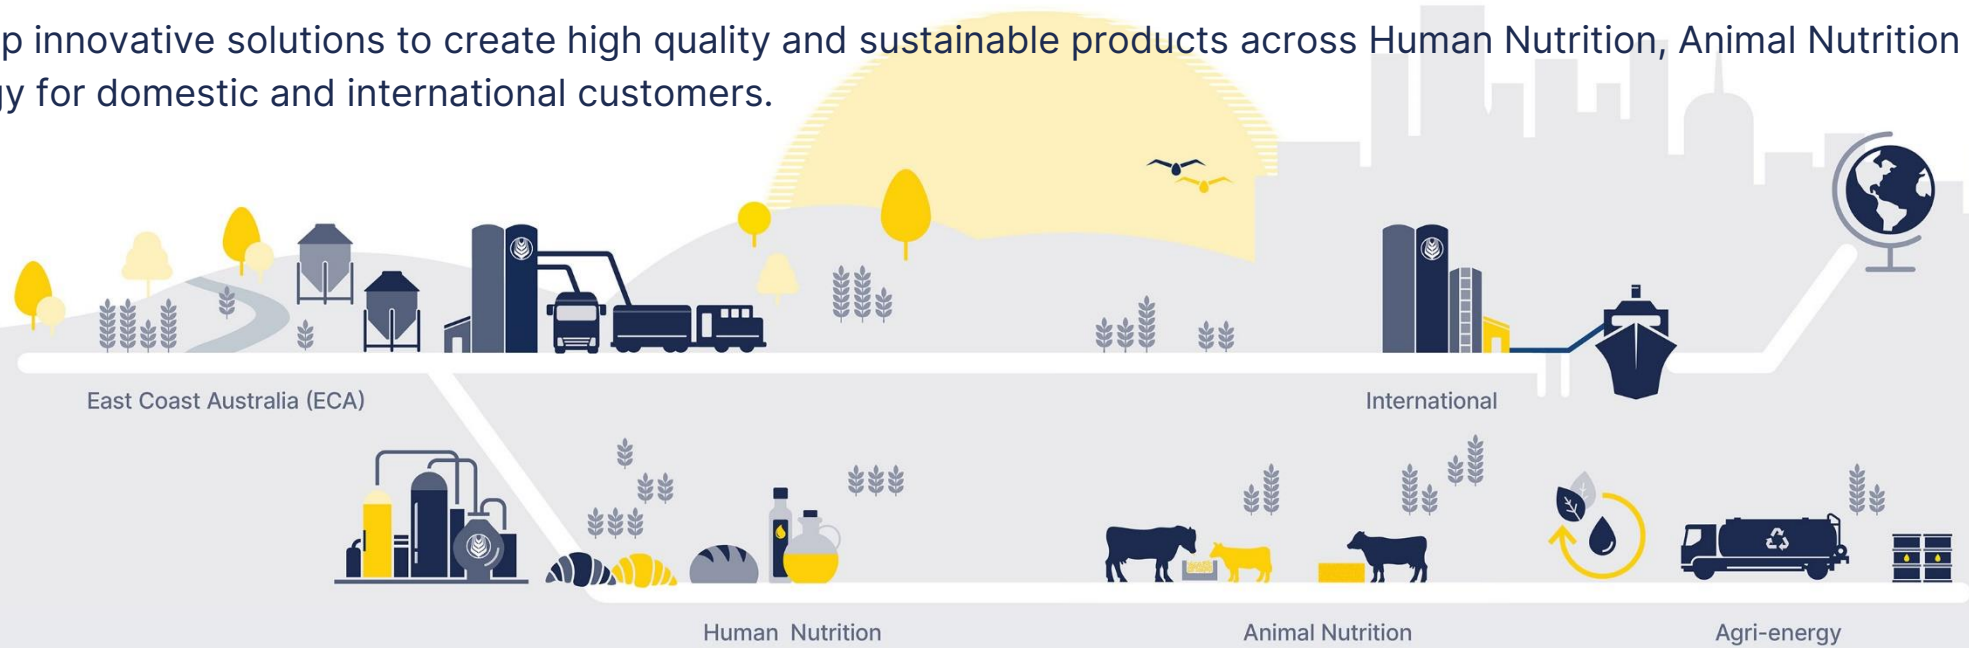 p innovative solutions to create high quality and sustainable products across Human Nutrition, Animal Nutrition
gy for domestic and international customers.
East Coast Australia (ECA)
International
Human Nutrition
Animal Nutrition
Agri-energy